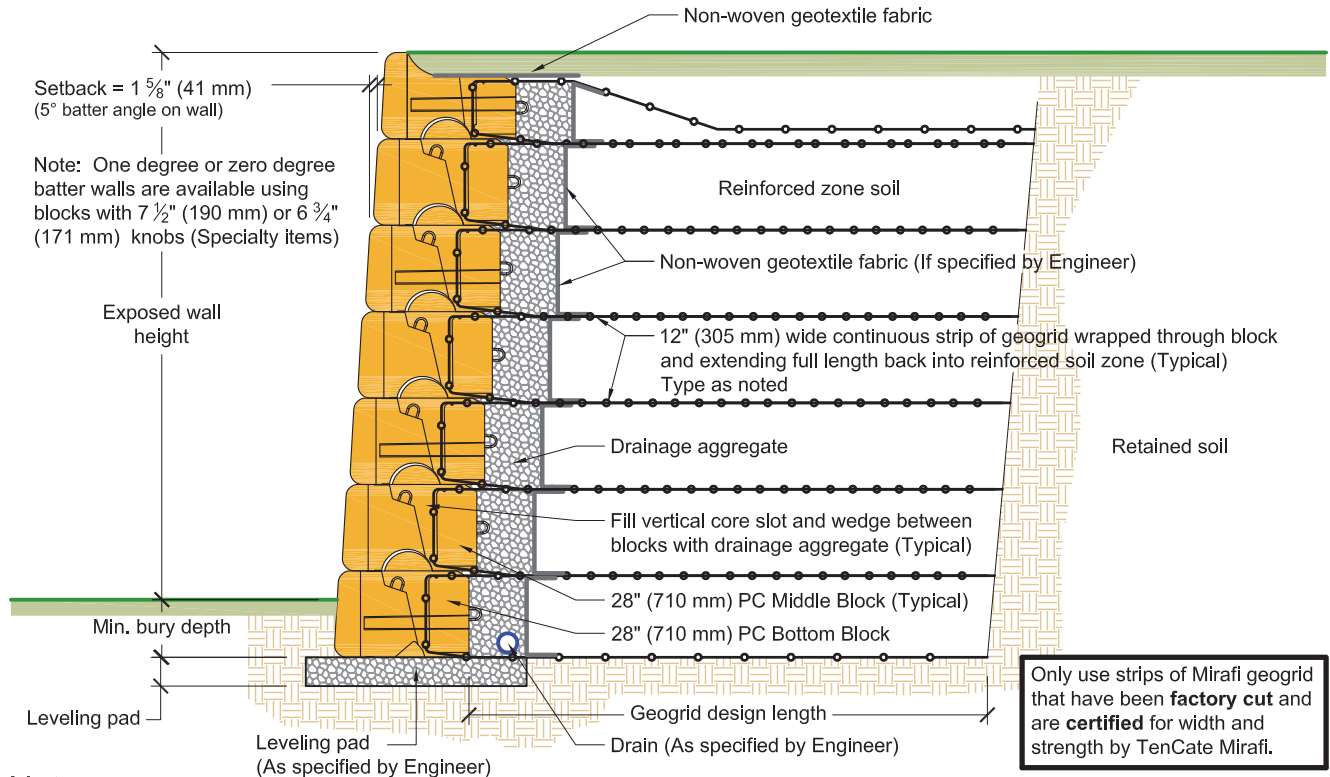 Non-woven geotextile fabric
Setback = 1 5⁄8" (41 mm)
(5° batter angle on wall)
Note: One degree or zero degree
batter walls are available using
blocks with 7 1⁄2" (190 mm) or 6 3⁄4"
(171 mm) knobs (Specialty items)
Reinforced zone soil
Non-woven geotextile fabric (If specified by Engineer)
Exposed wall
height
12" (305 mm) wide continuous strip of geogrid wrapped through block
and extending full length back into reinforced soil zone (Typical)
Type as noted
Drainage aggregate
Retained soil
Fill vertical core slot and wedge between
blocks with drainage aggregate (Typical)
28" (710 mm) PC Middle Block (Typical)
Min. bury depth
28" (710 mm) PC Bottom Block
Only use strips of Mirafi geogrid
that have been factory cut and
are certified for width and
strength by TenCate Mirafi.
Leveling pad
Geogrid design length
Leveling pad
(As specified by Engineer)
Drain (As specified by Engineer)